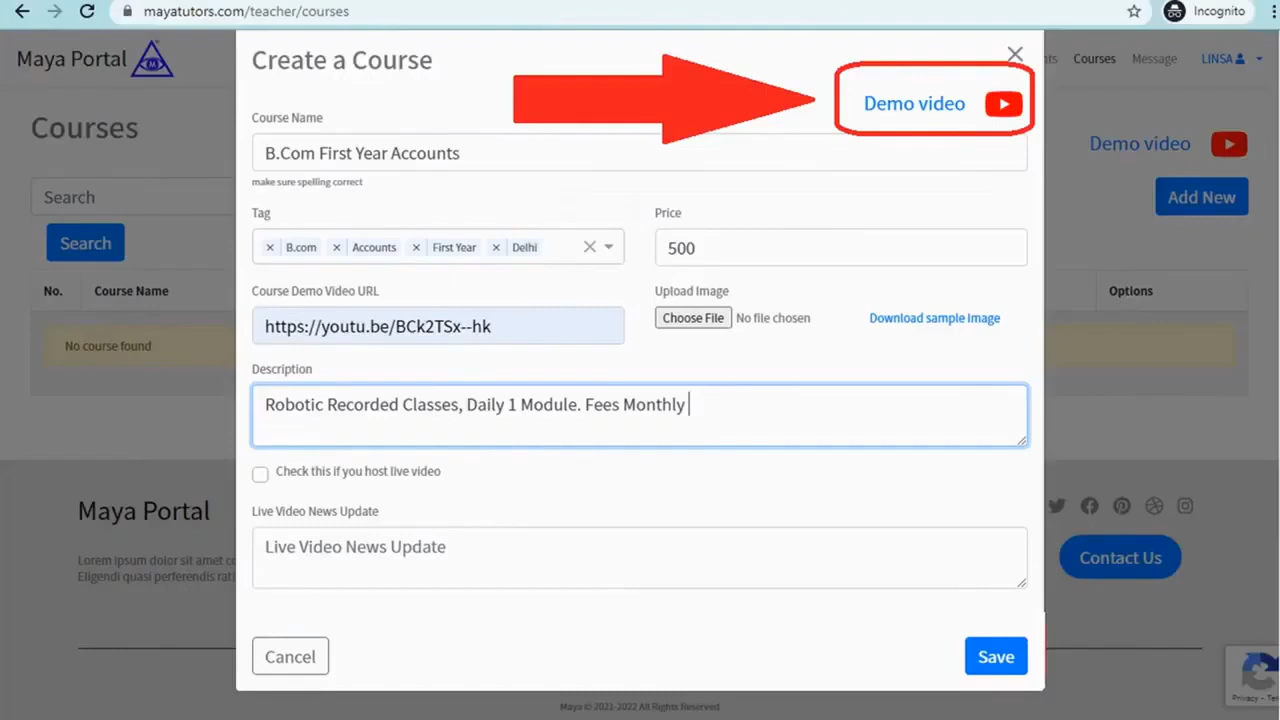 mayatutors.com/teacher/courses
Incognito
Maya Portal
Create a Course
nts
Courses
Message
LINSA
Demo video
Course Name
Courses
B.Com First Year Accounts
Demo video
make sure spelling correct
Search
Add New
Tag
Price
Search
× B.com × Accounts × First Year × Delhi
500
No.
Course Name
Course Demo Video URL
Upload Image
Options
https://youtu.be/BCk2TSx--hk
Choose File No file chosen
Download sample Image
No course found
Description
Robotic Recorded Classes, Daily 1 Module. Fees Monthly
Check this if you host live video
Maya Portal
Live Video News Update
Live Video News Update
Lorem ipsum dolor sit amet co
Eligendi quasi perferendis rati
Contact Us
Cancel
Save
Maya © 2021-2022 All Rights Reserved
Privacy - Te